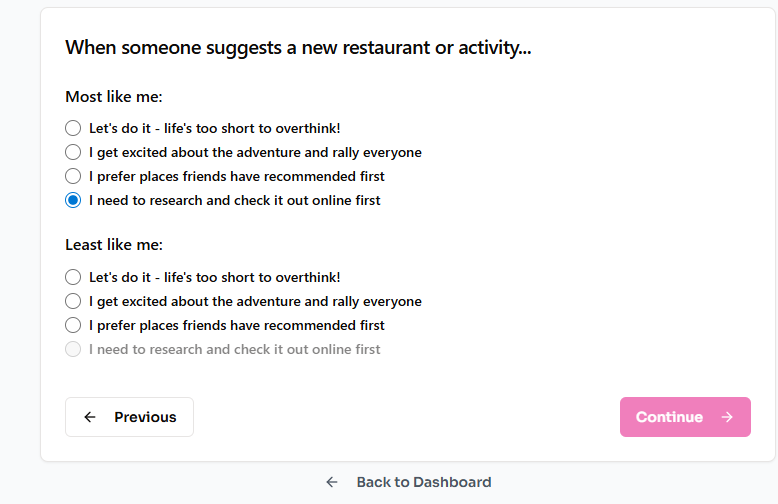 When someone suggests a new restaurant or activity...
Most like me:
Let's do it - life's too short to overthink!
I get excited about the adventure and rally everyone
I prefer places friends have recommended first
I need to research and check it out online first
Least like me:
Let's do it - life's too short to overthink!
I get excited about the adventure and rally everyone
I prefer places friends have recommended first
I need to research and check it out online first
← Previous
Continue →
← Back to Dashboard